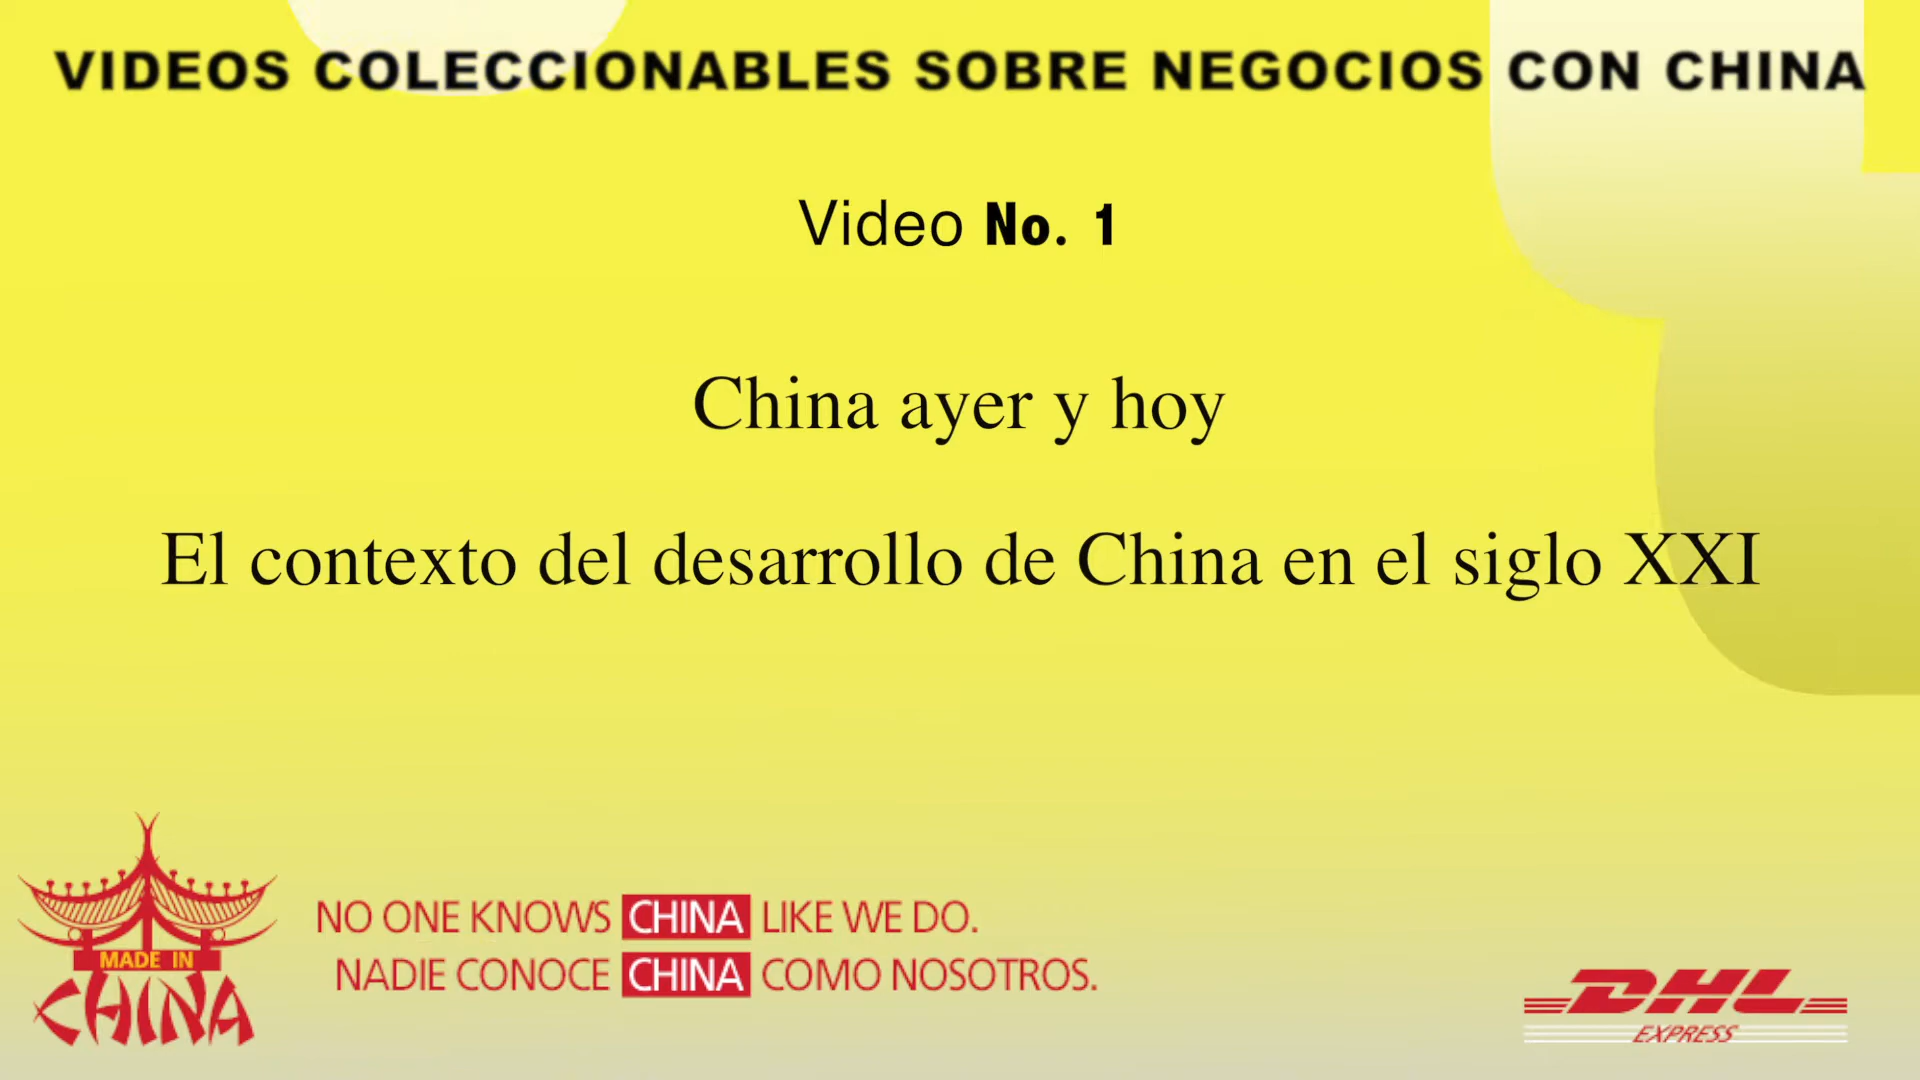 VIDEOS COLECCIONABLES SOBRE NEGOCIOS CON CHINA
Video No. 1
China ayer y hoy
El contexto del desarrollo de China en el siglo XXI
MADE IN
CHINA
NO ONE KNOWS CHINA LIKE WE DO.
NADIE CONOCE CHINA COMO NOSOTROS.
DHL
EXPRESS